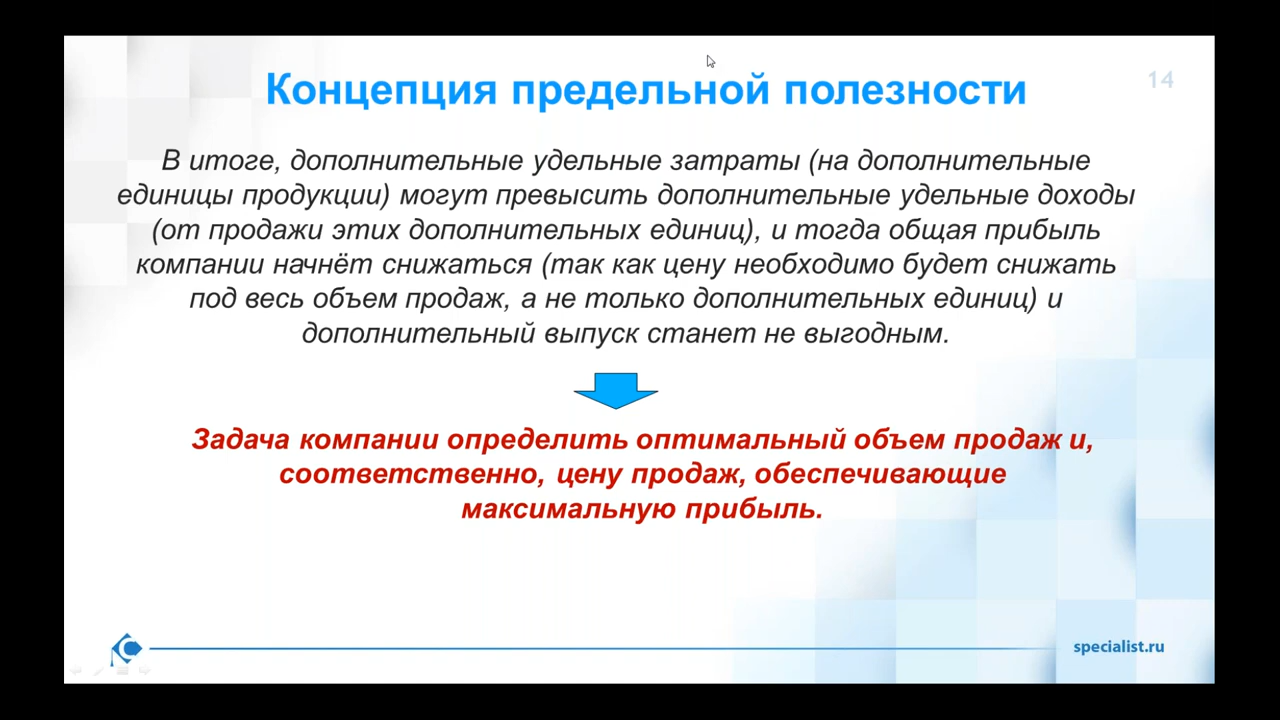 Концепция предельной полезности
14
В итоге, дополнительные удельные затраты (на дополнительные
единицы продукции) могут превысить дополнительные удельные доходы
(от продажи этих дополнительных единиц), и тогда общая прибыль
компании начнёт снижаться (так как цену необходимо будет снижать
под весь объем продаж, а не только дополнительных единиц) и
дополнительный выпуск станет не выгодным.
Задача компании определить оптимальный объем продаж и,
соответственно, цену продаж, обеспечивающие
максимальную прибыль.
specialist.ru